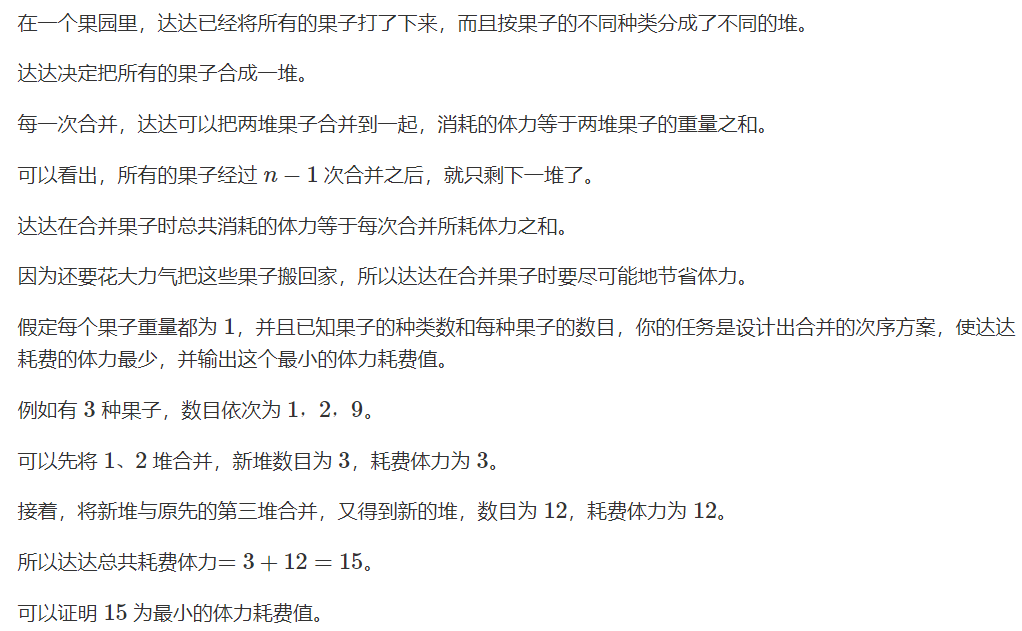 在一个果园里，达达已经将所有的果子打了下来，而且按果子的不同种类分成了不同的堆。
达达决定把所有的果子合成一堆。
每一次合并，达达可以把两堆果子合并到一起，消耗的体力等于两堆果子的重量之和。
可以看出，所有的果子经过 n − 1 次合并之后，就只剩下一堆了。
达达在合并果子时总共消耗的体力等于每次合并所耗体力之和。
因为还要花大力气把这些果子搬回家，所以达达在合并果子时要尽可能地节省体力。
假定每个果子重量都为 1，并且已知果子的种类数和每种果子的数目，你的任务是设计出合并的次序方案，使达达
耗费的体力最少，并输出这个最小的体力耗费值。
例如有 3 种果子，数目依次为 1，2，9。
可以先将 1、2 堆合并，新堆数目为 3，耗费体力为 3。
接着，将新堆与原先的第三堆合并，又得到新的堆，数目为 12，耗费体力为 12。
所以达达总共耗费体力= 3 + 12 = 15。
可以证明 15 为最小的体力耗费值。